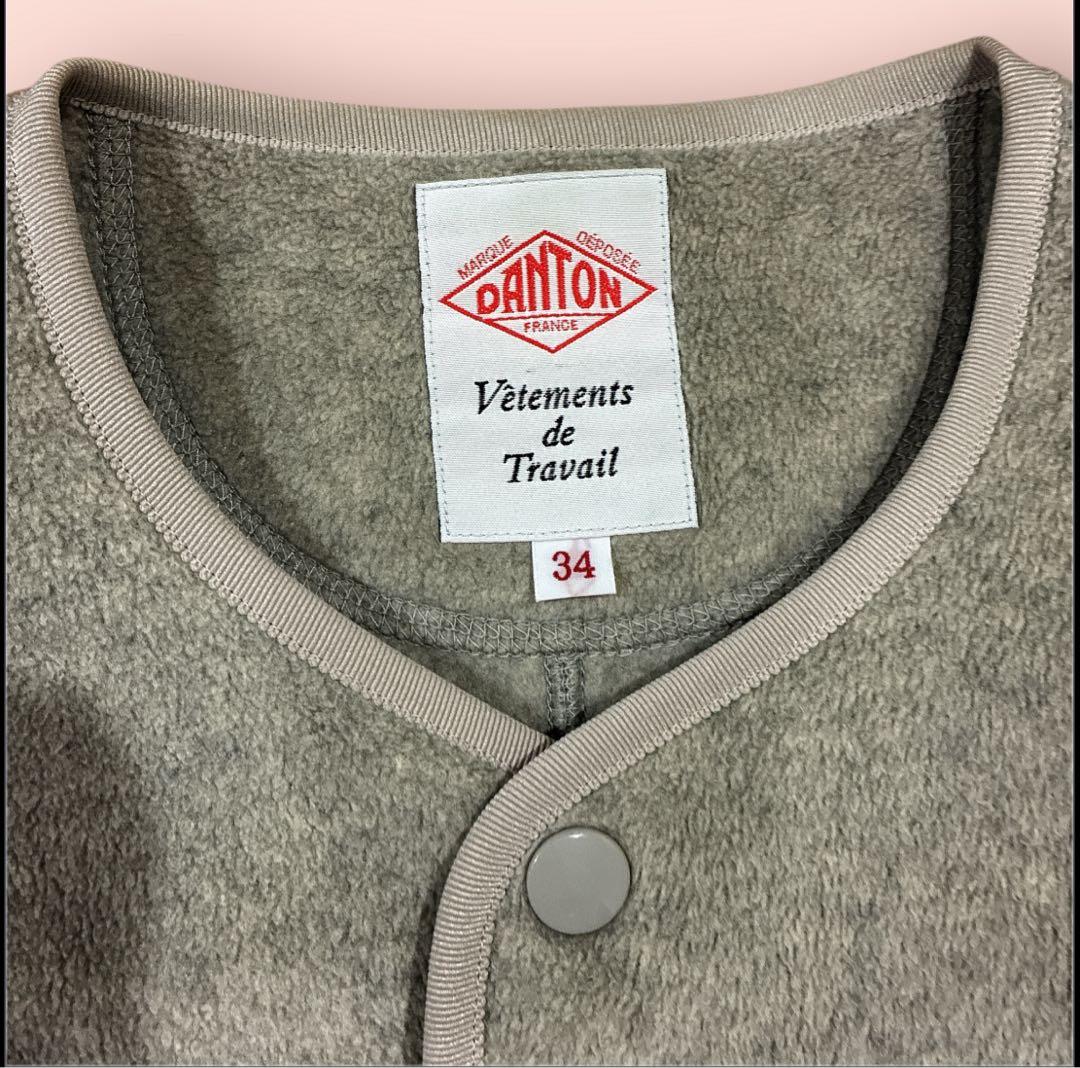 MARQUE DÉPOSÉE
DANTON
FRANCE
Vêtements
de
Travail
34